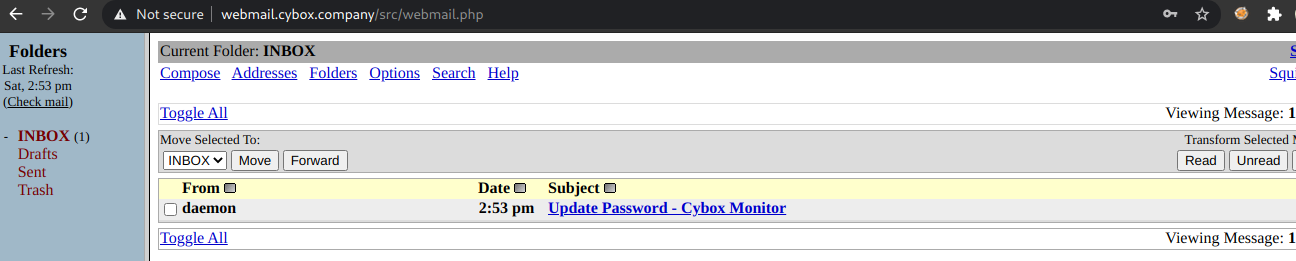 Not secure | webmail.cybox.company/src/webmail.php
Folders
Last Refresh:
Sat, 2:53 pm
(Check mail)
- INBOX (1)
Drafts
Sent
Trash
Current Folder: INBOX S
Compose Addresses Folders Options Search Help Squi
Toggle All Viewing Message: 1
Move Selected To: Transform Selected M
INBOX Move Forward Read Unread
From Date Subject
daemon 2:53 pm Update Password - Cybox Monitor
Toggle All Viewing Message: 1